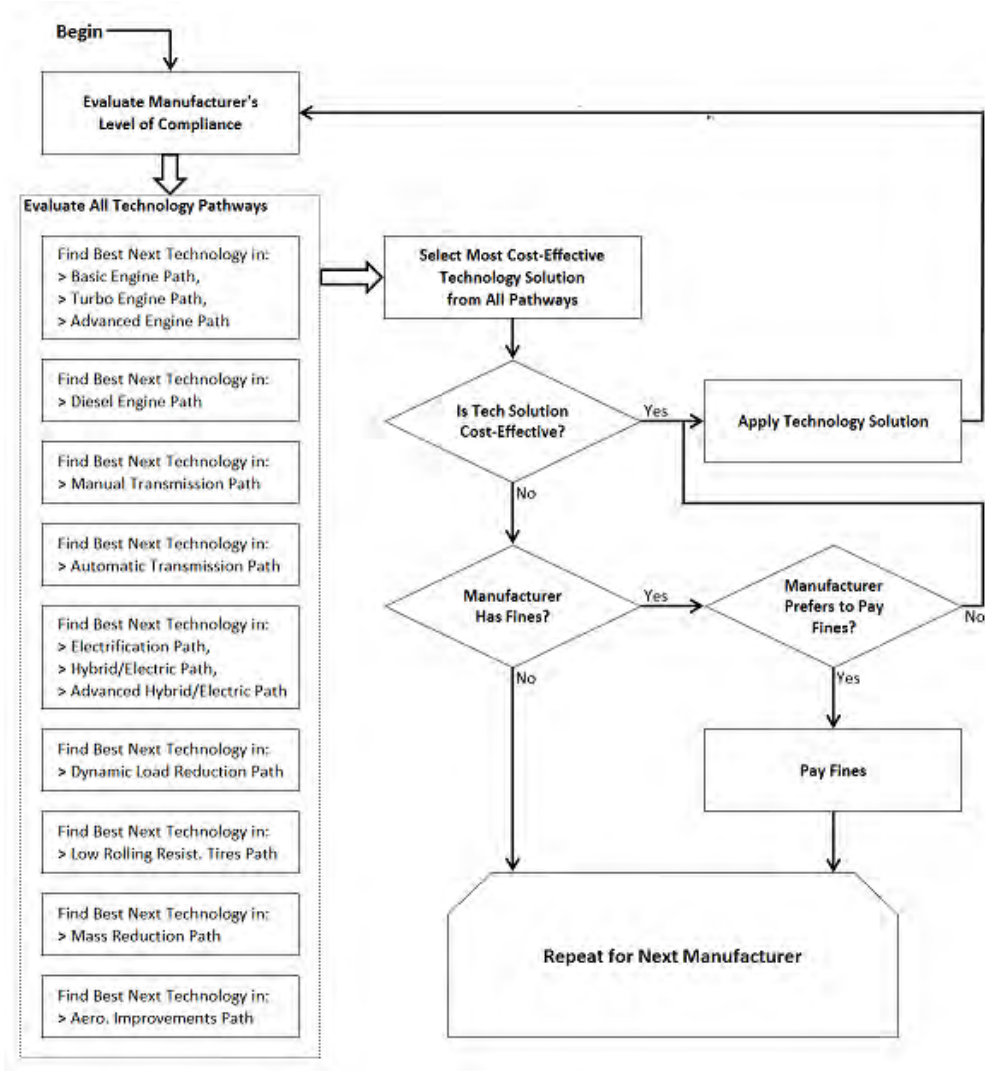 Begin
Evaluate Manufacturer's
Level of Compliance
Evaluate All Technology Pathways
Find Best Next Technology in:
> Basic Engine Path,
> Turbo Engine Path,
> Advanced Engine Path
Find Best Next Technology in:
> Diesel Engine Path
Find Best Next Technology in:
> Manual Transmission Path
Find Best Next Technology in:
> Automatic Transmission Path
Find Best Next Technology in:
> Electrification Path,
> Hybrid/Electric Path,
> Advanced Hybrid/Electric Path
Find Best Next Technology in:
> Dynamic Load Reduction Path
Find Best Next Technology in:
> Low Rolling Resist. Tires Path
Find Best Next Technology in:
> Mass Reduction Path
Find Best Next Technology in:
> Aero. Improvements Path
Select Most Cost-Effective
Technology Solution
from All Pathways
Is Tech Solution
Cost-Effective?
Yes
Apply Technology Solution
No
Manufacturer
Has Fines?
Yes
Manufacturer
Prefers to Pay
Fines?
No
No
Yes
Pay Fines
Repeat for Next Manufacturer